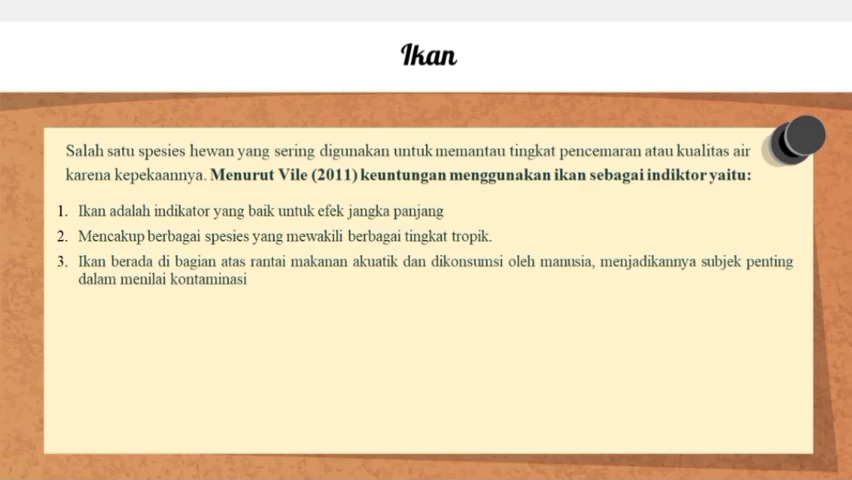 Ikan
Salah satu spesies hewan yang sering digunakan untuk memantau tingkat pencemaran atau kualitas air
karena kepekaannya. Menurut Vile (2011) keuntungan menggunakan ikan sebagai indiktor yaitu:
1. Ikan adalah indikator yang baik untuk efek jangka panjang
2. Mencakup berbagai spesies yang mewakili berbagai tingkat tropik.
3. Ikan berada di bagian atas rantai makanan akuatik dan dikonsumsi oleh manusia, menjadikannya subjek penting
dalam menilai kontaminasi